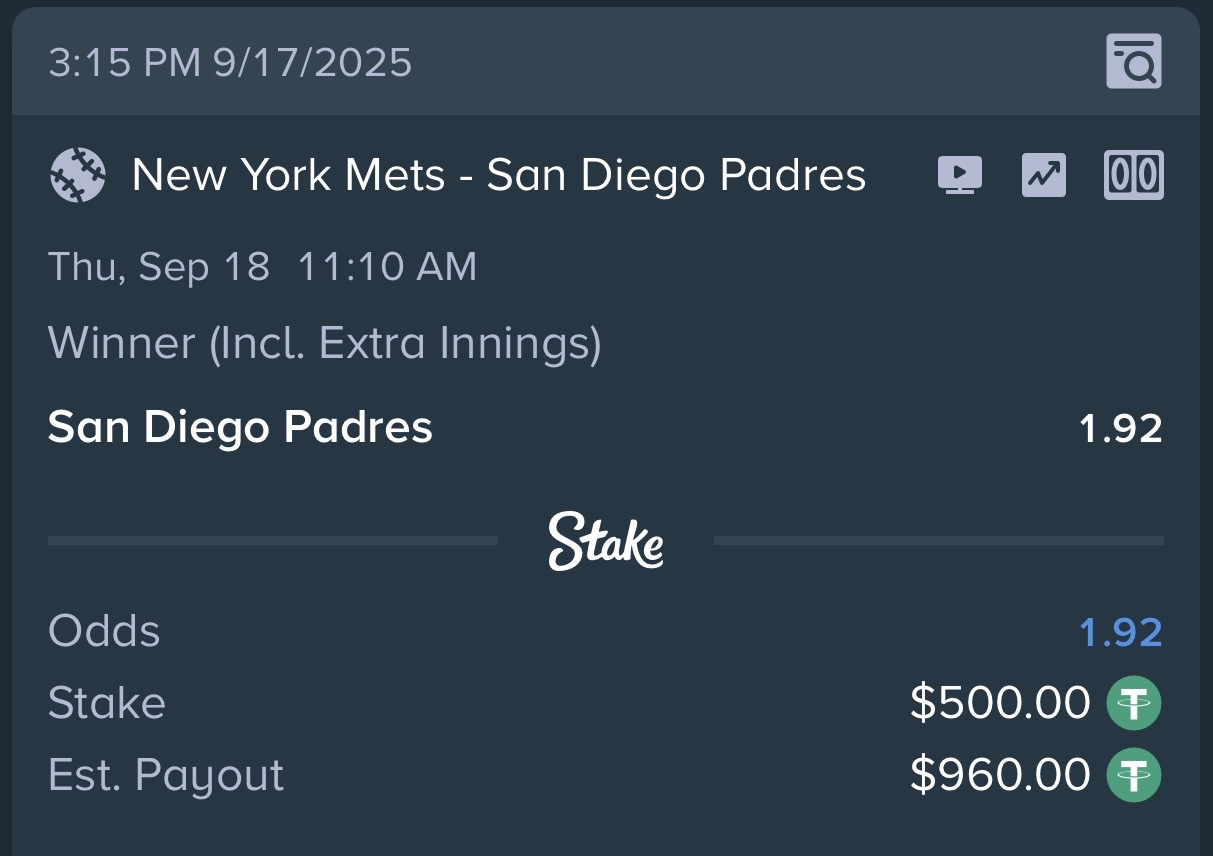 3:15 PM 9/17/2025
New York Mets - San Diego Padres
Thu, Sep 18 11:10 AM
Winner (Incl. Extra Innings)
San Diego Padres 1.92
Stake
Odds 1.92
Stake $500.00
Est. Payout $960.00